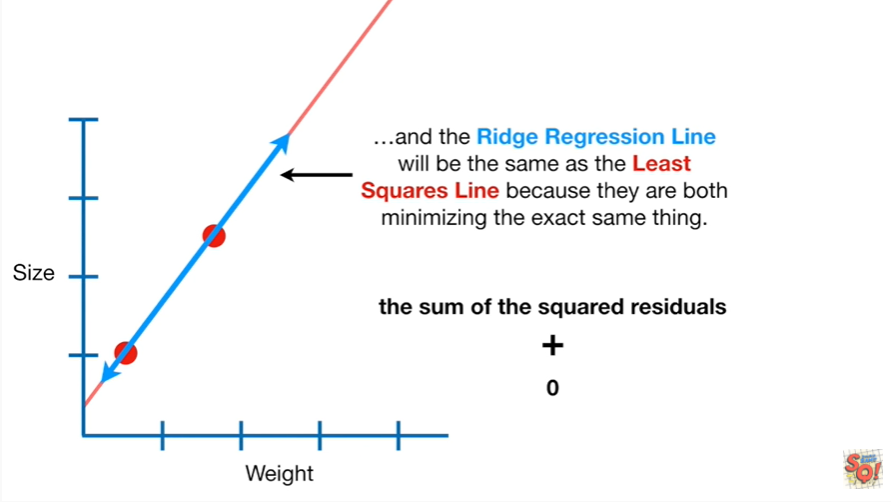 …and the Ridge Regression Line
will be the same as the Least
Squares Line because they are both
minimizing the exact same thing.
Size
the sum of the squared residuals
+
0
Weight
SQ!